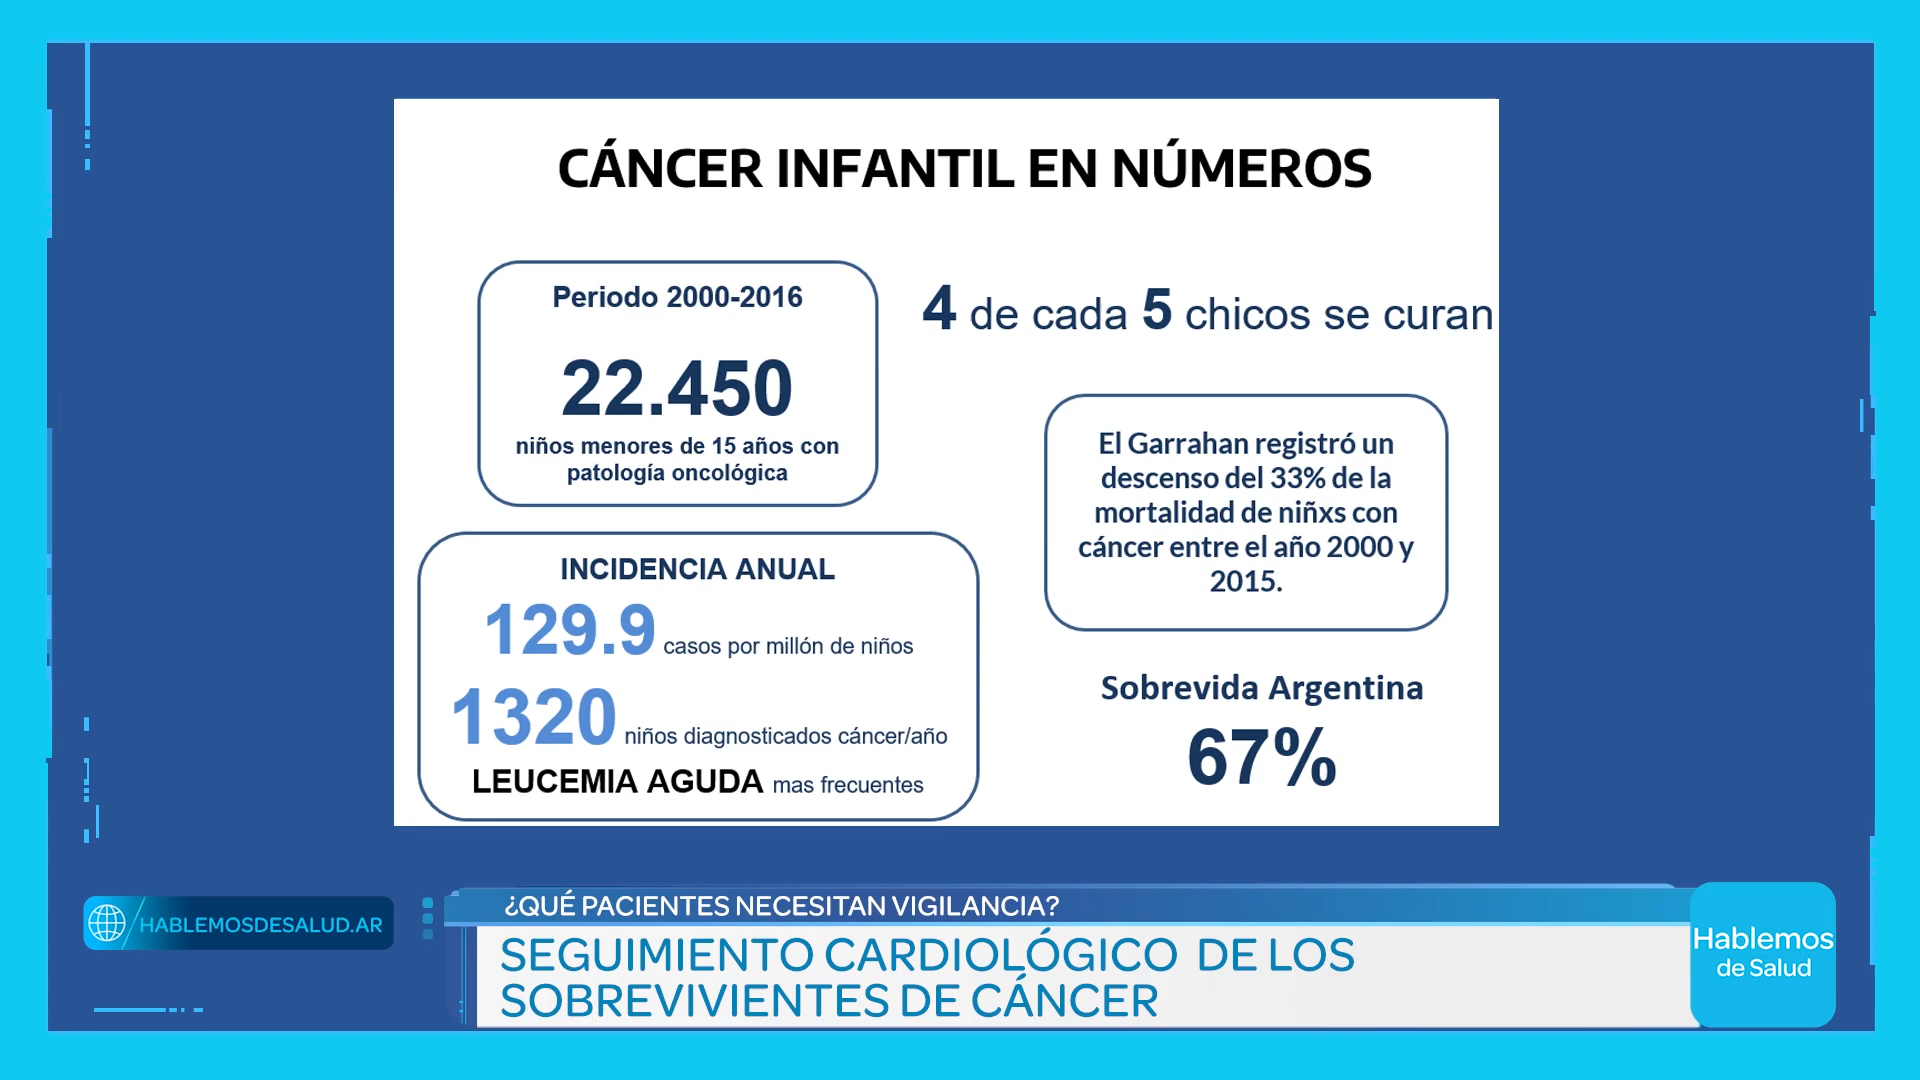 CÁNCER INFANTIL EN NÚMEROS
Periodo 2000-2016
22.450
niños menores de 15 años con
patología oncológica
4 de cada 5 chicos se curan
El Garrahan registró un
descenso del 33% de la
mortalidad de niñxs con
cáncer entre el año 2000 y
2015.
INCIDENCIA ANUAL
129.9 casos por millón de niños
1320 niños diagnosticados cáncer/año
LEUCEMIA AGUDA mas frecuentes
Sobrevida Argentina
67%
HABLEMOSDESALUD.AR
¿QUÉ PACIENTES NECESITAN VIGILANCIA?
SEGUIMIENTO CARDIOLÓGICO DE LOS
SOBREVIVIENTES DE CÁNCER
Hablemos
de Salud